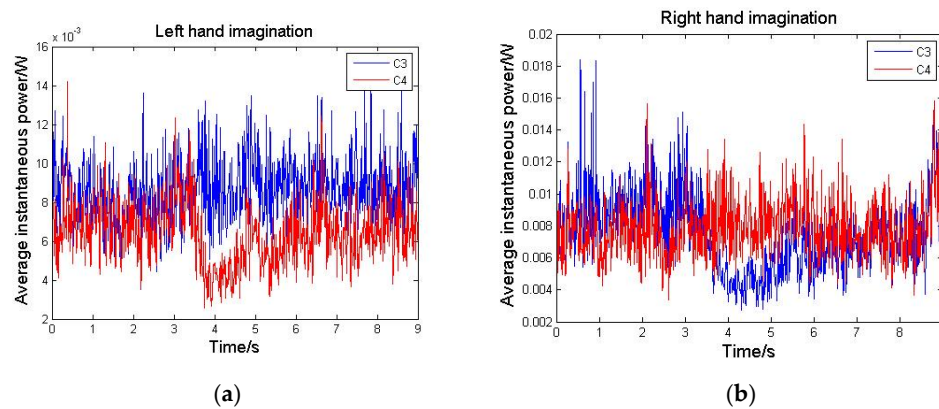 Left hand imagination
× 10⁻³
Average instantaneous power/W
16
14
12
10
8
6
4
2
C3
C4
0 1 2 3 4 5 6 7 8 9
Time/s
(a)
Right hand imagination
Average instantaneous power/W
0.02
0.018
0.016
0.014
0.012
0.01
0.008
0.006
0.004
0.002
C3
C4
0 1 2 3 4 5 6 7 8
Time/s
(b)